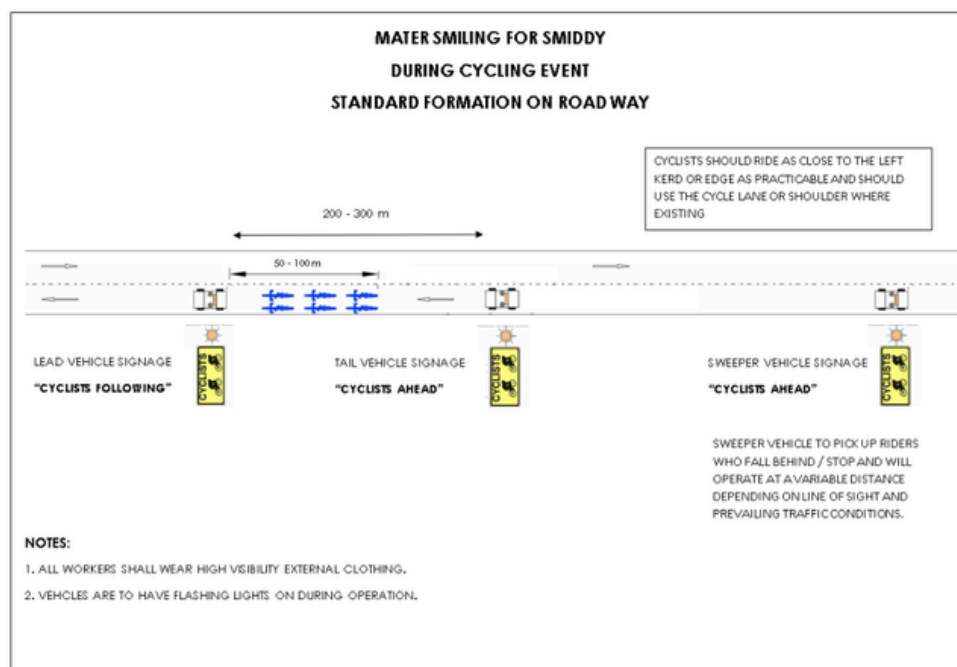 MATER SMILING FOR SMIDDY
DURING CYCLING EVENT
STANDARD FORMATION ON ROAD WAY
CYCLISTS SHOULD RIDE AS CLOSE TO THE LEFT
KERD OR EDGE AS PRACTICABLE AND SHOULD
USE THE CYCLE LANE OR SHOULDER WHERE
EXISTING
200 - 300 m
50 - 100m
LEAD VEHICLE SIGNAGE
"CYCLISTS FOLLOWING"
CYCLISTS
TAIL VEHICLE SIGNAGE
"CYCLISTS AHEAD"
CYCLISTS
SWEEPER VEHICLE SIGNAGE
"CYCLISTS AHEAD"
CYCLISTS
SWEEPER VEHICLE TO PICK UP RIDERS
WHO FALL BEHIND / STOP AND WILL
OPERATE AT A VARIABLE DISTANCE
DEPENDING ON LINE OF SIGHT AND
PREVAILING TRAFFIC CONDITIONS.
NOTES:
1. ALL WORKERS SHALL WEAR HIGH VISIBILITY EXTERNAL CLOTHING.
2. VEHCLES ARE TO HAVE FLASHING LIGHTS ON DURING OPERATION.